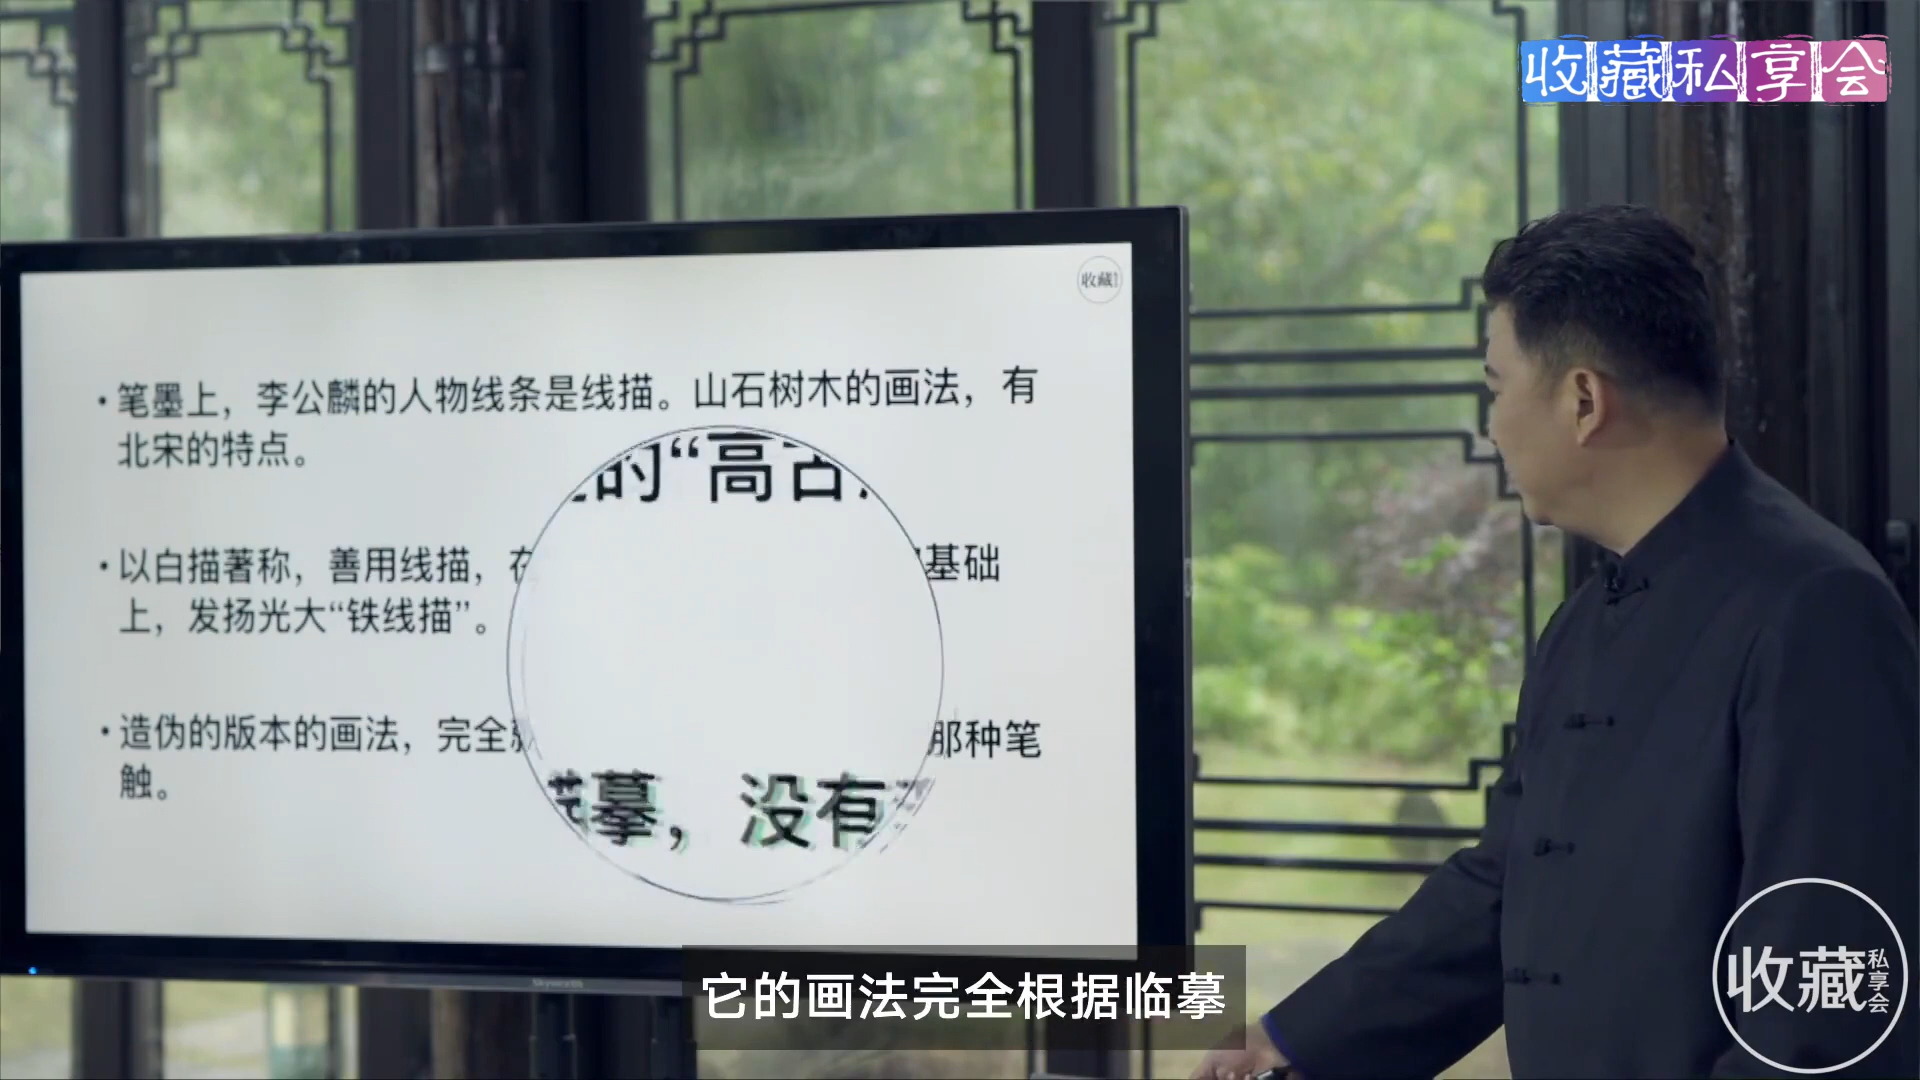 收藏私享会
收藏
• 笔墨上，李公麟的人物线条是线描。山石树木的画法，有
北宋的特点。
的“高古
• 以白描著称，善用线描，在 基础
上，发扬光大“铁线描”。
• 造伪的版本的画法，完全 那种笔
触。
摹，没有
它的画法完全根据临摹
收藏私享会